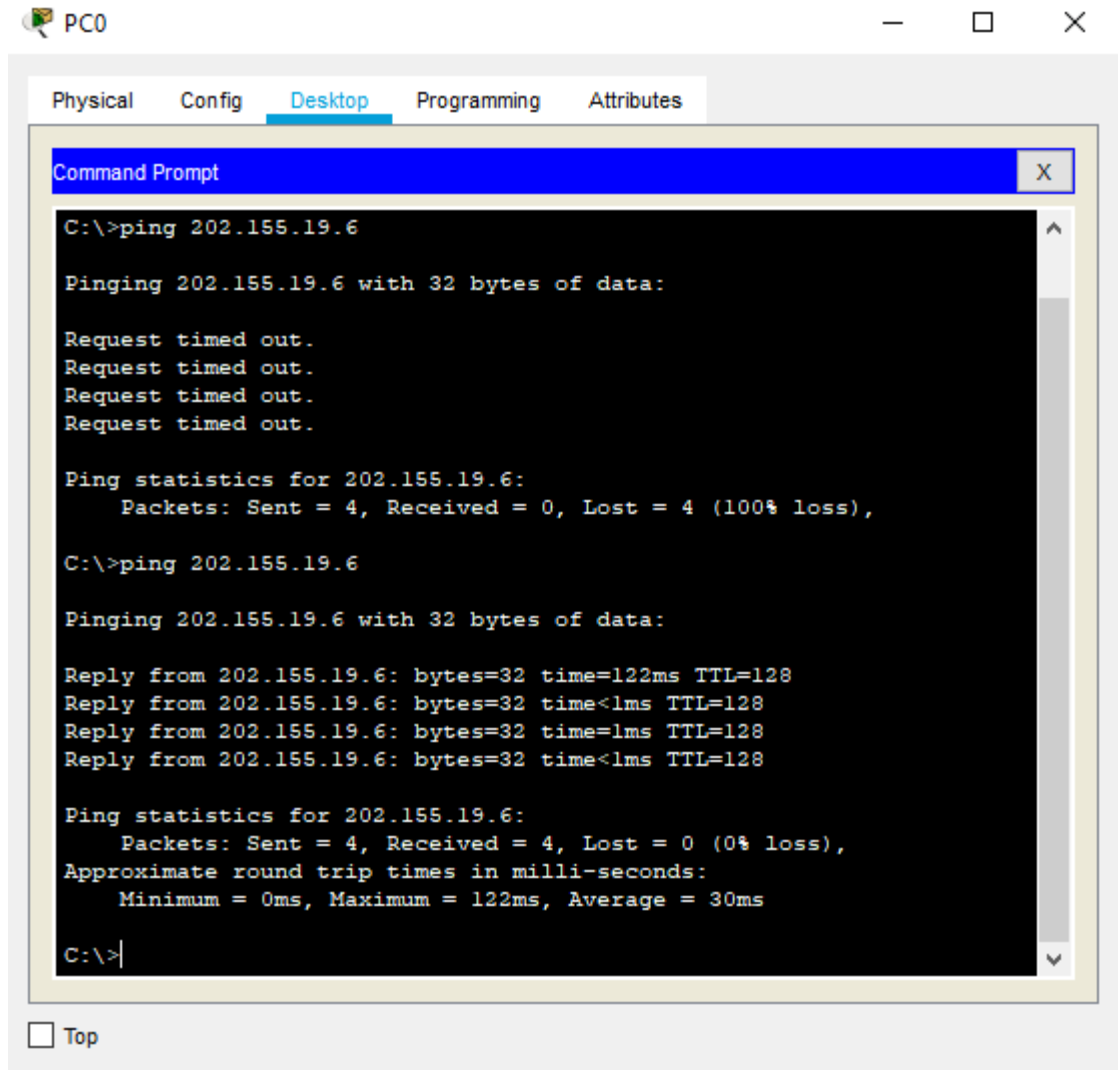 PC0
Physical Config Desktop Programming Attributes
Command Prompt
X
C:\>ping 202.155.19.6
Pinging 202.155.19.6 with 32 bytes of data:
Request timed out.
Request timed out.
Request timed out.
Request timed out.
Ping statistics for 202.155.19.6:
Packets: Sent = 4, Received = 0, Lost = 4 (100% loss),
C:\>ping 202.155.19.6
Pinging 202.155.19.6 with 32 bytes of data:
Reply from 202.155.19.6: bytes=32 time=122ms TTL=128
Reply from 202.155.19.6: bytes=32 time<1ms TTL=128
Reply from 202.155.19.6: bytes=32 time=1ms TTL=128
Reply from 202.155.19.6: bytes=32 time<1ms TTL=128
Ping statistics for 202.155.19.6:
Packets: Sent = 4, Received = 4, Lost = 0 (0% loss),
Approximate round trip times in milli-seconds:
Minimum = 0ms, Maximum = 122ms, Average = 30ms
C:\>
Top